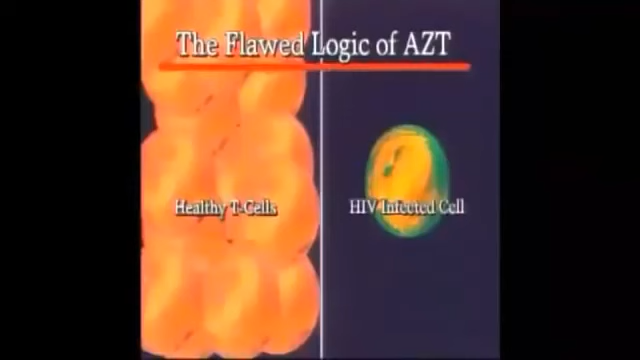 The Flawed Logic of AZT
Healthy T-Cells
HIV Infected Cell